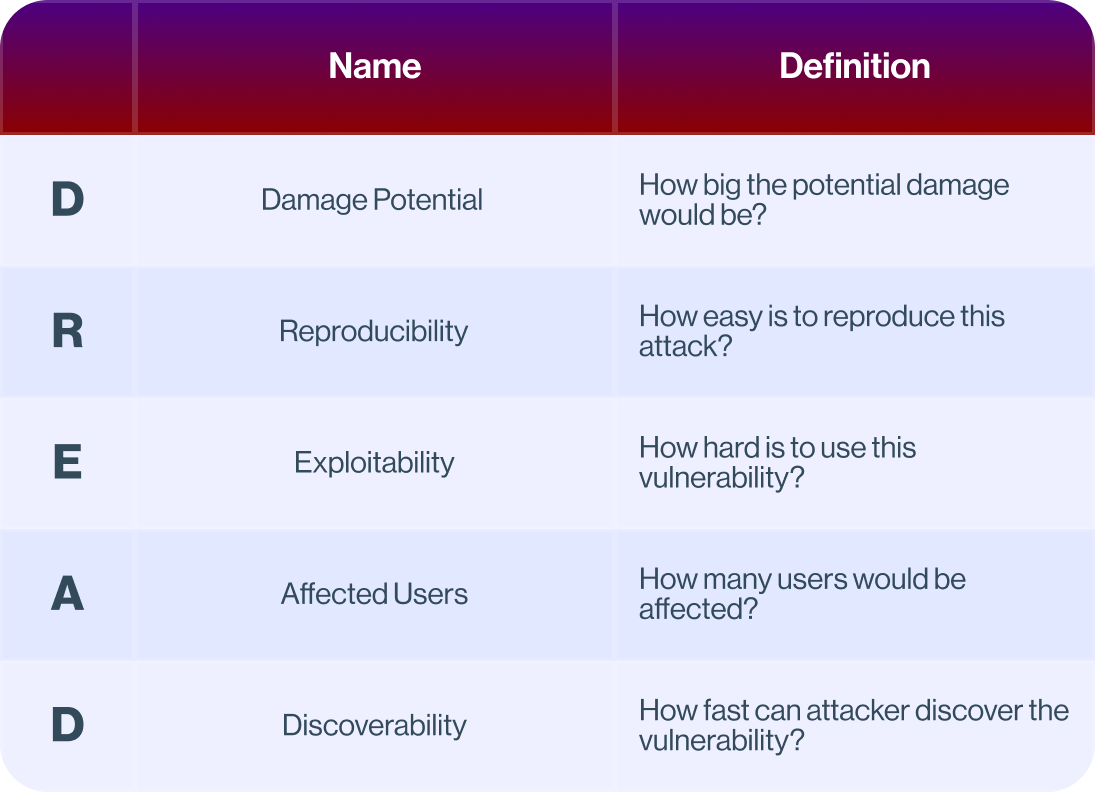 Name
Definition
D
Damage Potential
How big the potential damage
would be?
R
Reproducibility
How easy is to reproduce this
attack?
E
Exploitability
How hard is to use this
vulnerability?
A
Affected Users
How many users would be
affected?
D
Discoverability
How fast can attacker discover the
vulnerability?